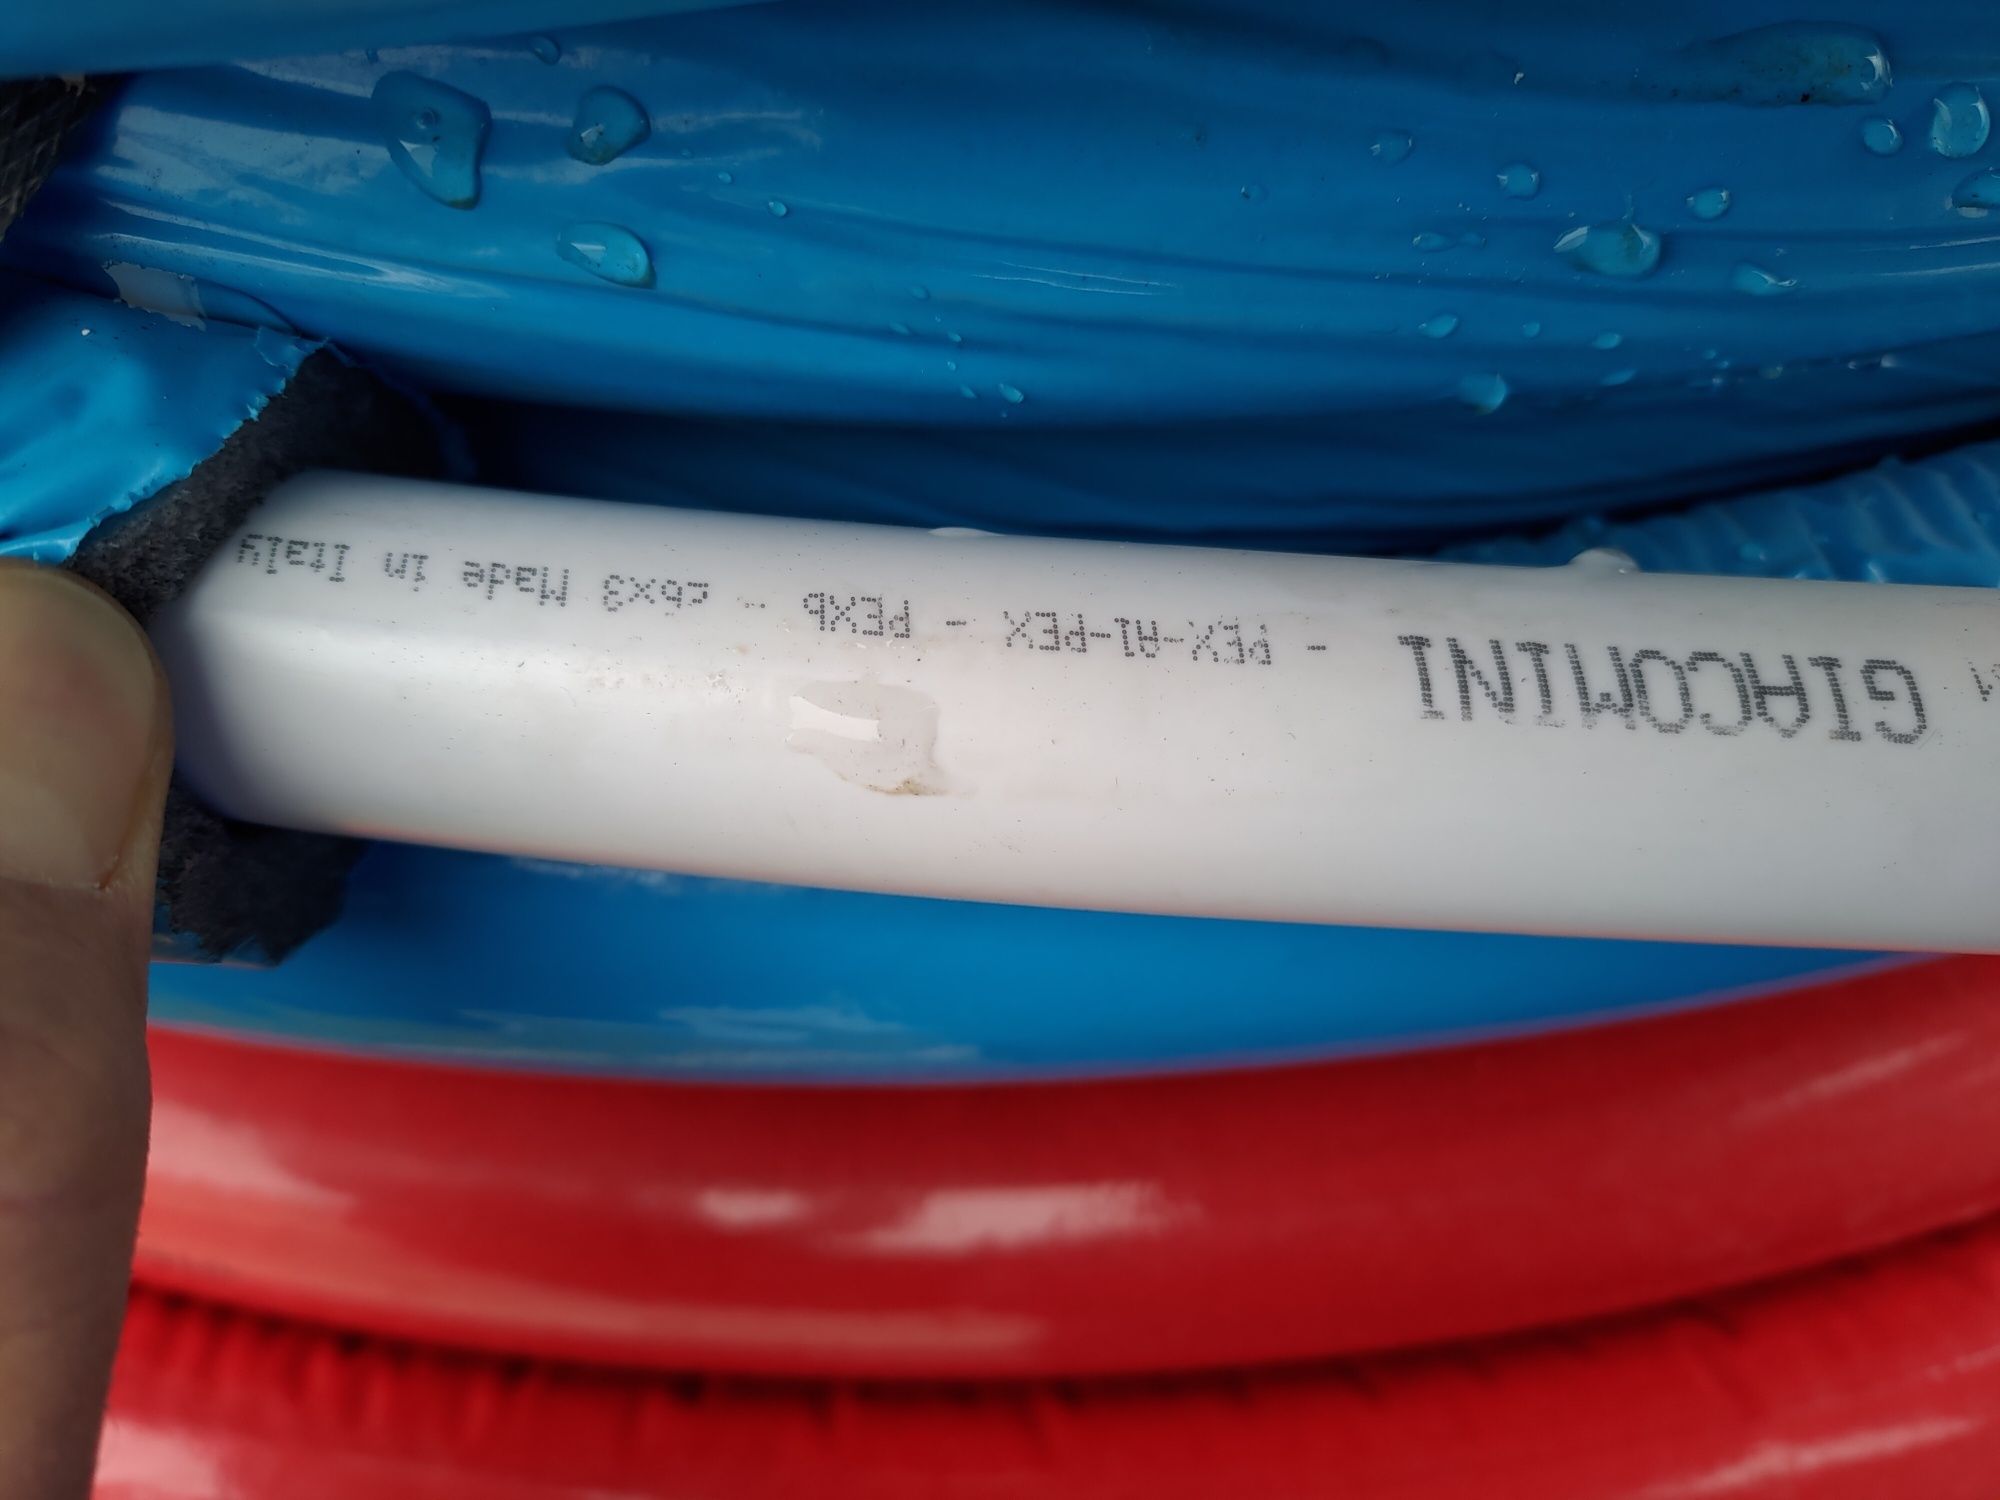 GIACOMINI - PEX-Al-PEX - PEXb - 26x3 Made in Italy